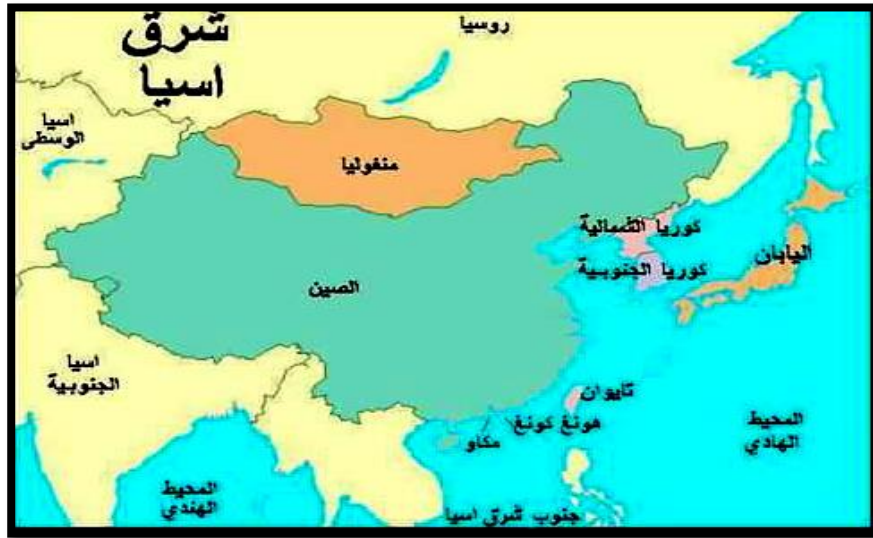 شرق
اسيا
روسيا
اسيا
الوسطى
منغوليا
كوريا الشمالية
اليابان
كوريا الجنوبية
الصين
اسيا
الجنوبية
تايوان
هونغ كونغ
مكاو
المحيط
الهادي
المحيط
الهندي
جنوب شرق اسيا